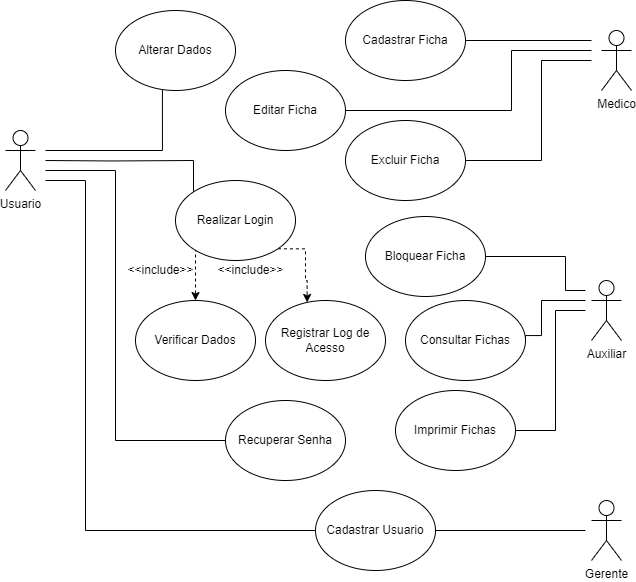 Cadastrar Ficha
Alterar Dados
Medico
Editar Ficha
Excluir Ficha
Usuario
Realizar Login
Bloquear Ficha
<<include>>
<<include>>
Registrar Log de
Acesso
Verificar Dados
Consultar Fichas
Auxiliar
Imprimir Fichas
Recuperar Senha
Cadastrar Usuario
Gerente